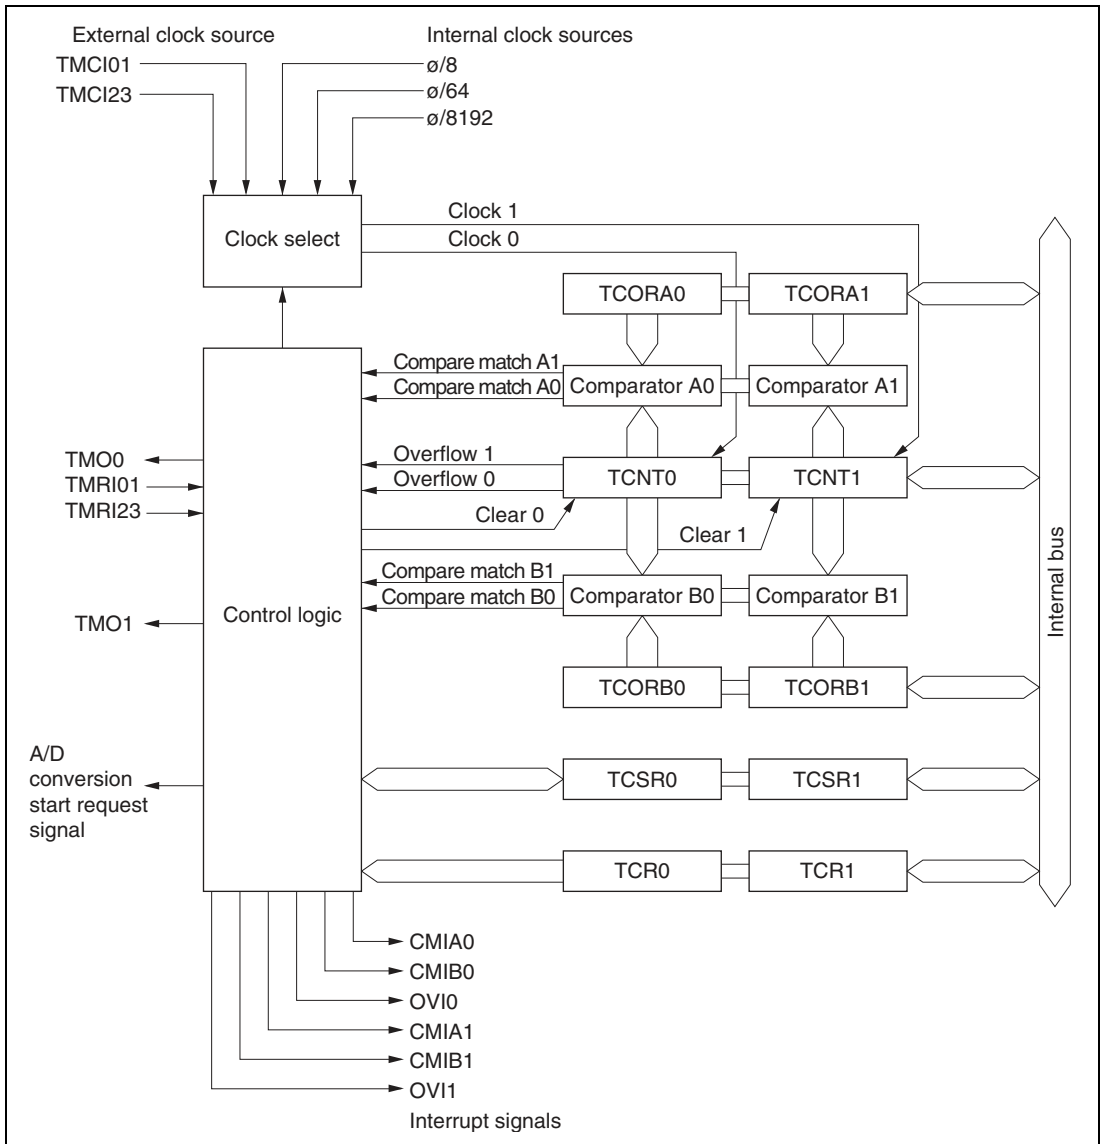 External clock source
Internal clock sources
TMCI01
ø/8
TMCI23
ø/64
ø/8192
Clock select
Clock 1
Clock 0
TCORA0
TCORA1
Compare match A1
Compare match A0
Comparator A0
Comparator A1
TMO0
TMRI01
TMRI23
Overflow 1
Overflow 0
TCNT0
TCNT1
Clear 0
Clear 1
Internal bus
Compare match B1
Compare match B0
Comparator B0
Comparator B1
Control logic
TMO1
TCORB0
TCORB1
A/D
conversion
start request
signal
TCSR0
TCSR1
TCR0
TCR1
CMIA0
CMIB0
OVI0
CMIA1
CMIB1
OVI1
Interrupt signals